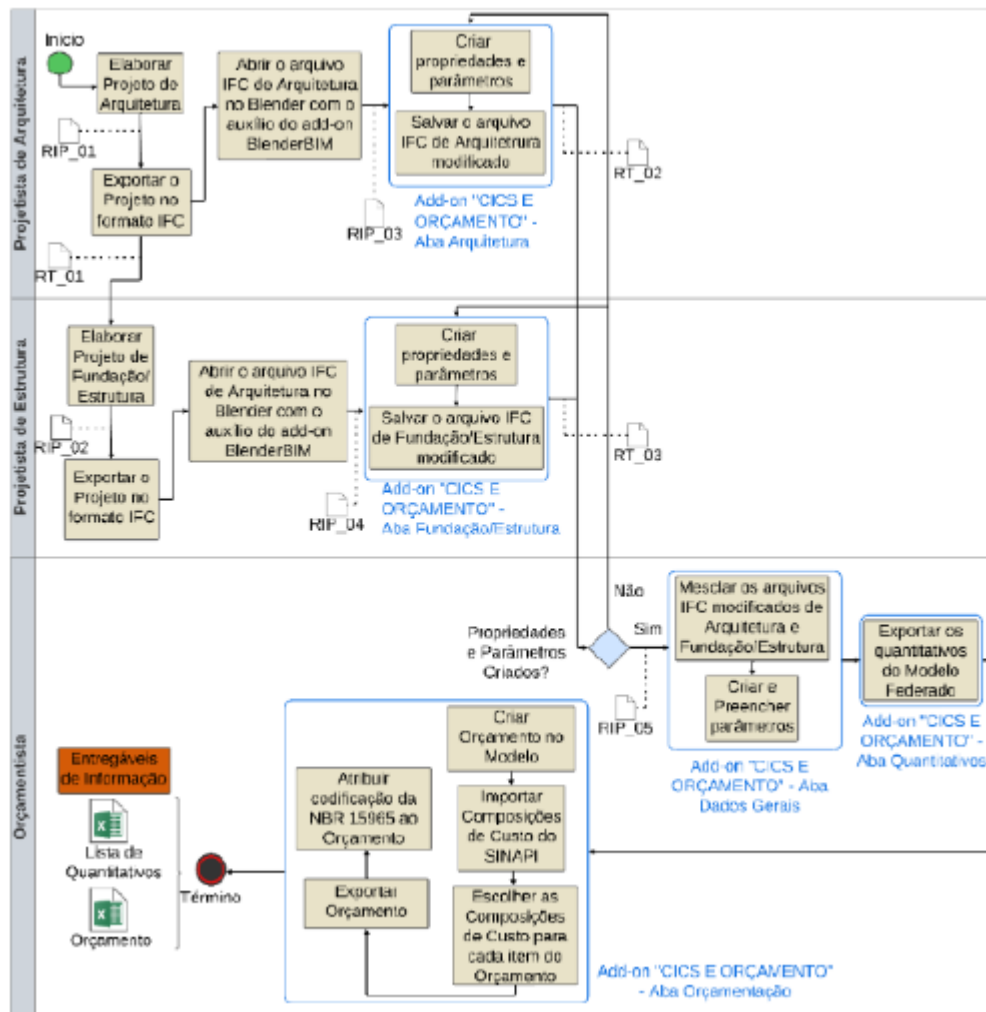 Projetista de Arquitetura
Início
Elaborar
Projeto de
Arquitetura
RIP_01
Exportar o
Projeto no
formato IFC
RT_01
Abrir o arquivo
IFC de Arquitetura
no Blender com o
auxílio do add-on
BlenderBIM
RIP_03
Criar
propriedades e
parâmetros
Salvar o arquivo
IFC de Arquitetrura
modificado
Add-on "CICS E
ORÇAMENTO" -
Aba Arquitetura
RT_02
Projetista de Estrutura
Elaborar
Projeto de
Fundação/
Estrutura
RIP_02
Exportar o
Projeto no
formato IFC
Abrir o arquivo IFC
de Arquitetura no
Blender com o
auxílio do add-on
BlenderBIM
RIP_04
Criar
propriedades e
parâmetros
Salvar o arquivo IFC
de Fundação/Estrutura
modificado
Add-on "CICS E
ORÇAMENTO" -
Aba Fundação/Estrutura
RT_03
Orçamentista
Propriedades
e Parâmetros
Criados?
Não
Sim
RIP_05
Mesclar os arquivos
IFC modificados de
Arquitetura e
Fundação/Estrutura
Criar e
Preencher
parâmetros
Add-on "CICS E
ORÇAMENTO" - Aba
Dados Gerais
Exportar os
quantitativos
do Modelo
Federado
Add-on "CICS E
ORÇAMENTO" -
Aba Quantitativos
Criar
Orçamento no
Modelo
Importar
Composições
de Custo do
SINAPI
Escolher as
Composições
de Custo para
cada item do
Orçamento
Exportar
Orçamento
Atribuir
codificação da
NBR 15965 ao
Orçamento
Add-on "CICS E ORÇAMENTO"
- Aba Orçamentação
Término
Entregáveis
de Informação
Lista de
Quantitativos
Orçamento